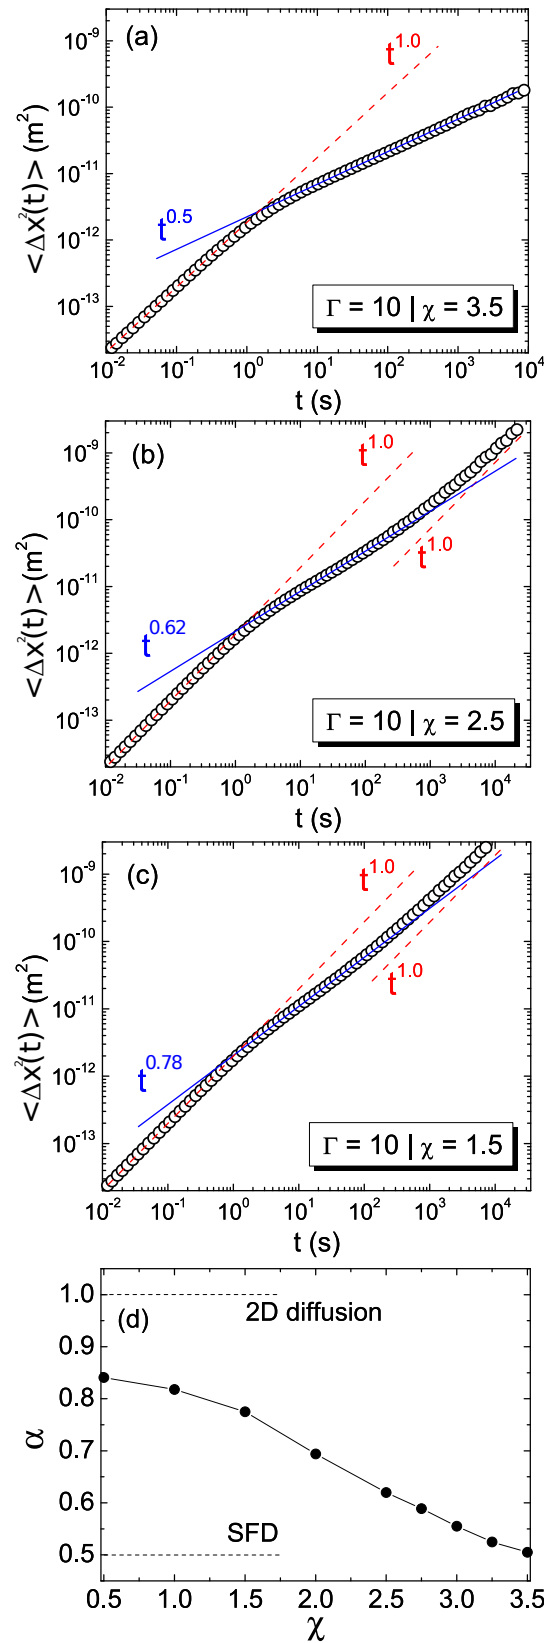 (a)
t^1.0
t^0.5
<Δx²(t)> (m²)
10^-9
10^-10
10^-11
10^-12
10^-13
Γ = 10 | χ = 3.5
10^-2 10^-1 10^0 10^1 10^2 10^3 10^4
t (s)
(b)
t^1.0
t^1.0
t^0.62
<Δx²(t)> (m²)
10^-9
10^-10
10^-11
10^-12
10^-13
Γ = 10 | χ = 2.5
10^-2 10^-1 10^0 10^1 10^2 10^3 10^4
t (s)
(c)
t^1.0
t^1.0
t^0.78
<Δx²(t)> (m²)
10^-9
10^-10
10^-11
10^-12
10^-13
Γ = 10 | χ = 1.5
10^-2 10^-1 10^0 10^1 10^2 10^3 10^4
t (s)
(d)
2D diffusion
SFD
α
1.0
0.9
0.8
0.7
0.6
0.5
0.5 1.0 1.5 2.0 2.5 3.0 3.5
χ